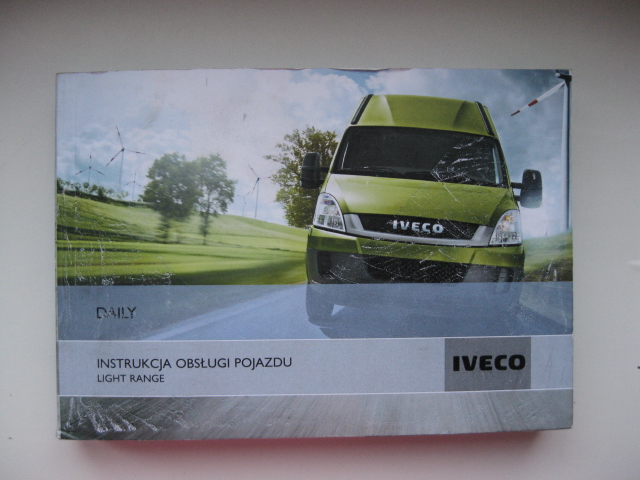 IVECO
DAILY
INSTRUKCJA OBSŁUGI POJAZDU
LIGHT RANGE
IVECO